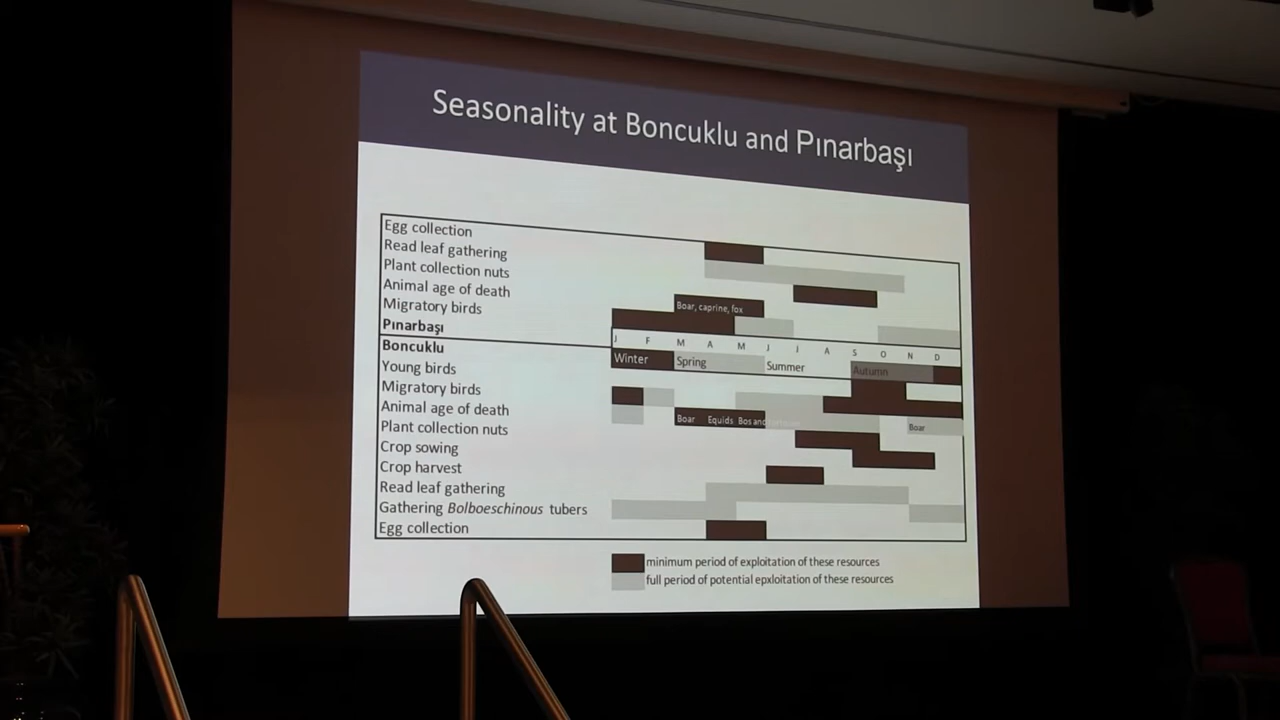 Seasonality at Boncuklu and Pınarbaşı
Egg collection
Read leaf gathering
Plant collection nuts
Animal age of death
Boar, caprine, fox
Migratory birds
Pınarbaşı
J F M A M J J A S O N D
Boncuklu
Winter Spring Summer Autumn
Young birds
Migratory birds
Animal age of death
Boar Equids Bos and
Boar
Plant collection nuts
Crop sowing
Crop harvest
Read leaf gathering
Gathering Bolboeschinous tubers
Egg collection
minimum period of exploitation of these resources
full period of potential epxloitation of these resources